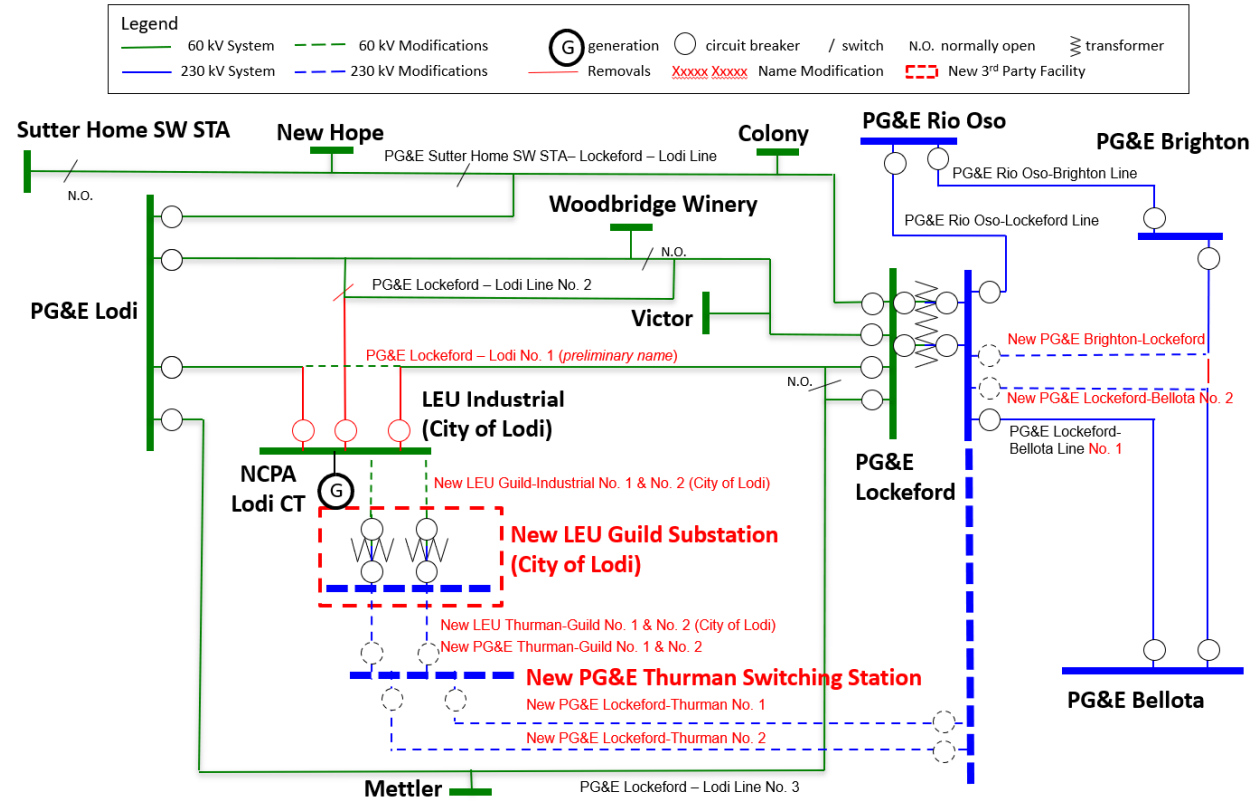 Legend
60 kV System
60 kV Modifications
G
generation
circuit breaker
switch
N.O. normally open
transformer
230 kV System
230 kV Modifications
Removals
Xxxxx Xxxxx
Name Modification
New 3rd Party Facility
Sutter Home SW STA
New Hope
Colony
PG&E Rio Oso
PG&E Brighton
PG&E Sutter Home SW STA– Lockeford – Lodi Line
N.O.
PG&E Rio Oso-Brighton Line
PG&E Rio Oso-Lockeford Line
Woodbridge Winery
N.O.
PG&E Lockeford – Lodi Line No. 2
PG&E Lodi
Victor
New PG&E Brighton-Lockeford
PG&E Lockeford – Lodi No. 1 (preliminary name)
N.O.
New PG&E Lockeford-Bellota No. 2
LEU Industrial
(City of Lodi)
PG&E Lockeford-
Bellota Line No. 1
PG&E
Lockeford
NCPA
Lodi CT
G
New LEU Guild-Industrial No. 1 & No. 2 (City of Lodi)
New LEU Guild Substation
(City of Lodi)
New LEU Thurman-Guild No. 1 & No. 2 (City of Lodi)
New PG&E Thurman-Guild No. 1 & No. 2
New PG&E Thurman Switching Station
New PG&E Lockeford-Thurman No. 1
New PG&E Lockeford-Thurman No. 2
PG&E Bellota
Mettler
PG&E Lockeford – Lodi Line No. 3